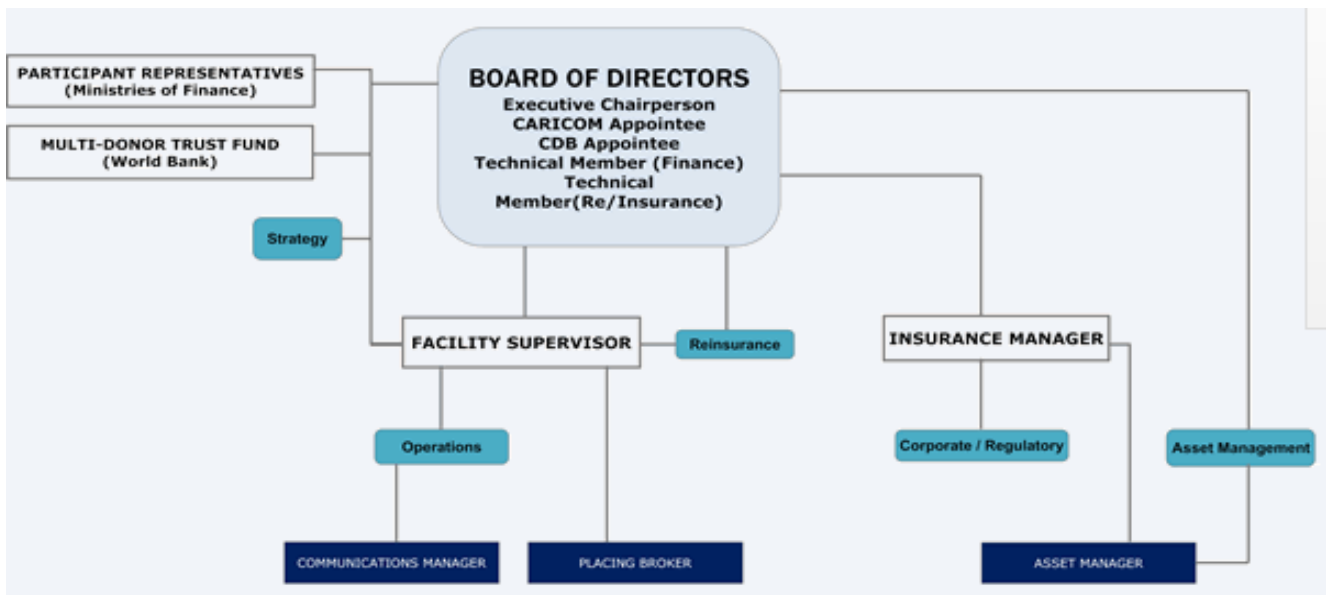 PARTICIPANT REPRESENTATIVES
(Ministries of Finance)
MULTI-DONOR TRUST FUND
(World Bank)
BOARD OF DIRECTORS
Executive Chairperson
CARICOM Appointee
CDB Appointee
Technical Member (Finance)
Technical
Member(Re/Insurance)
Strategy
FACILITY SUPERVISOR
Reinsurance
INSURANCE MANAGER
Operations
Corporate / Regulatory
Asset Management
COMMUNICATIONS MANAGER
PLACING BROKER
ASSET MANAGER